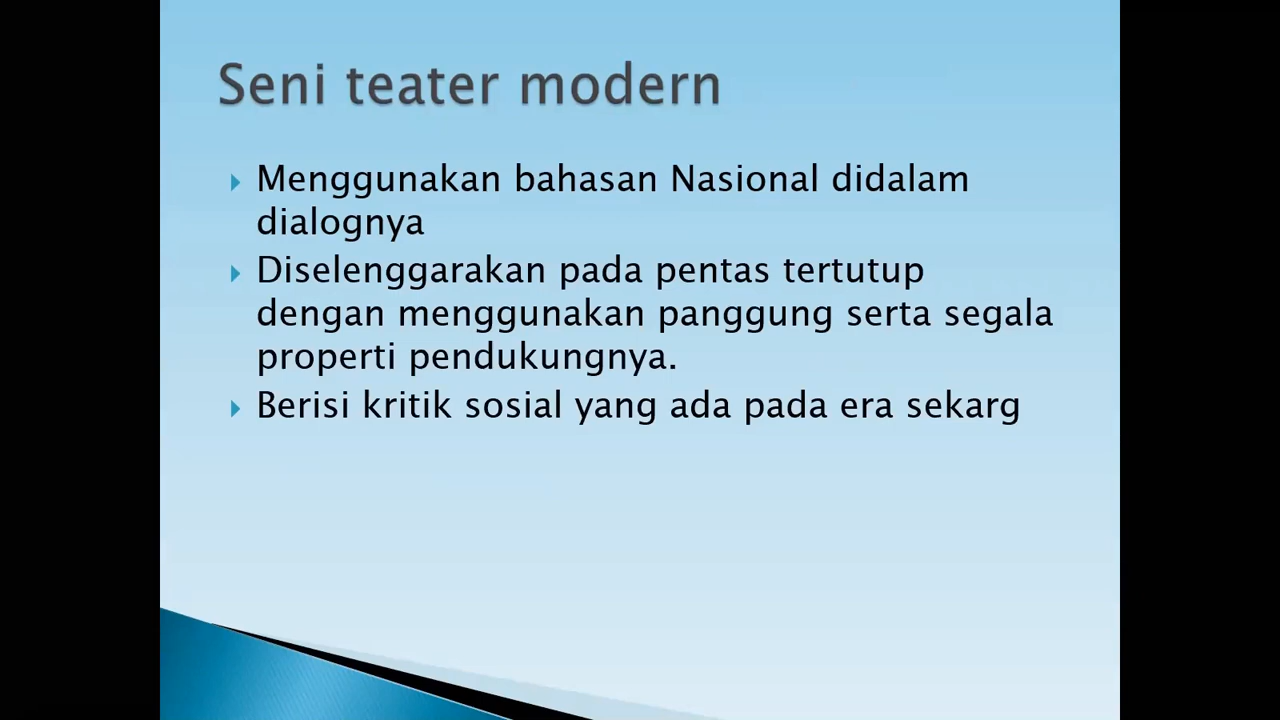 Seni teater modern
Menggunakan bahasan Nasional didalam
dialognya
Diselenggarakan pada pentas tertutup
dengan menggunakan panggung serta segala
properti pendukungnya.
Berisi kritik sosial yang ada pada era sekarg